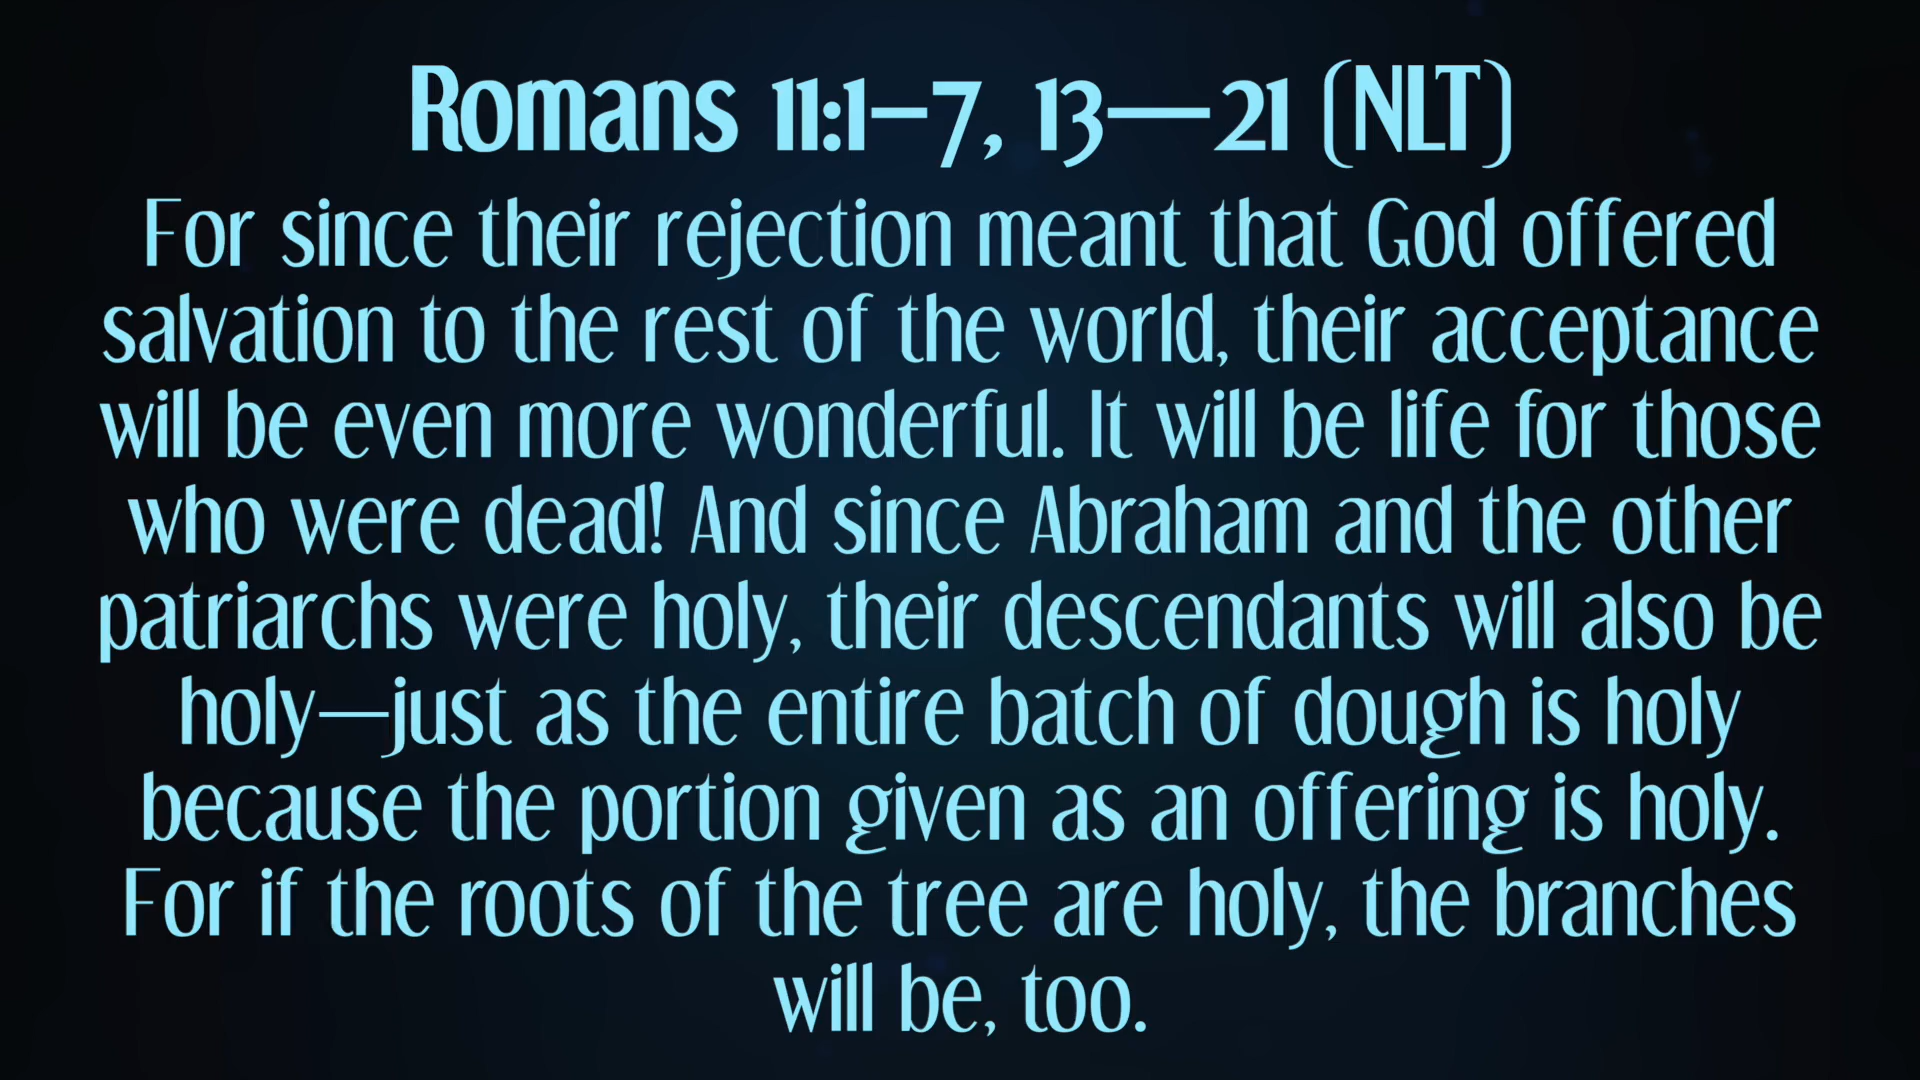 Romans 11:1–7, 13—21 (NLT)
For since their rejection meant that God offered
salvation to the rest of the world, their acceptance
will be even more wonderful. It will be life for those
who were dead! And since Abraham and the other
patriarchs were holy, their descendants will also be
holy—just as the entire batch of dough is holy
because the portion given as an offering is holy.
For if the roots of the tree are holy, the branches
will be, too.